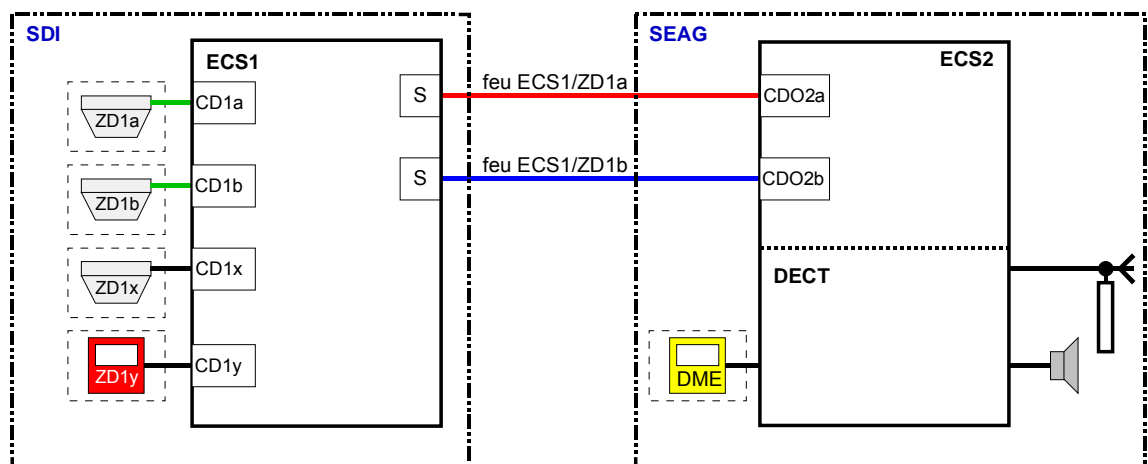 SDI
SEAG
ECS1
ECS2
ZD1a
CD1a
S
feu ECS1/ZD1a
CDO2a
ZD1b
CD1b
S
feu ECS1/ZD1b
CDO2b
ZD1x
CD1x
DECT
ZD1y
CD1y
DME